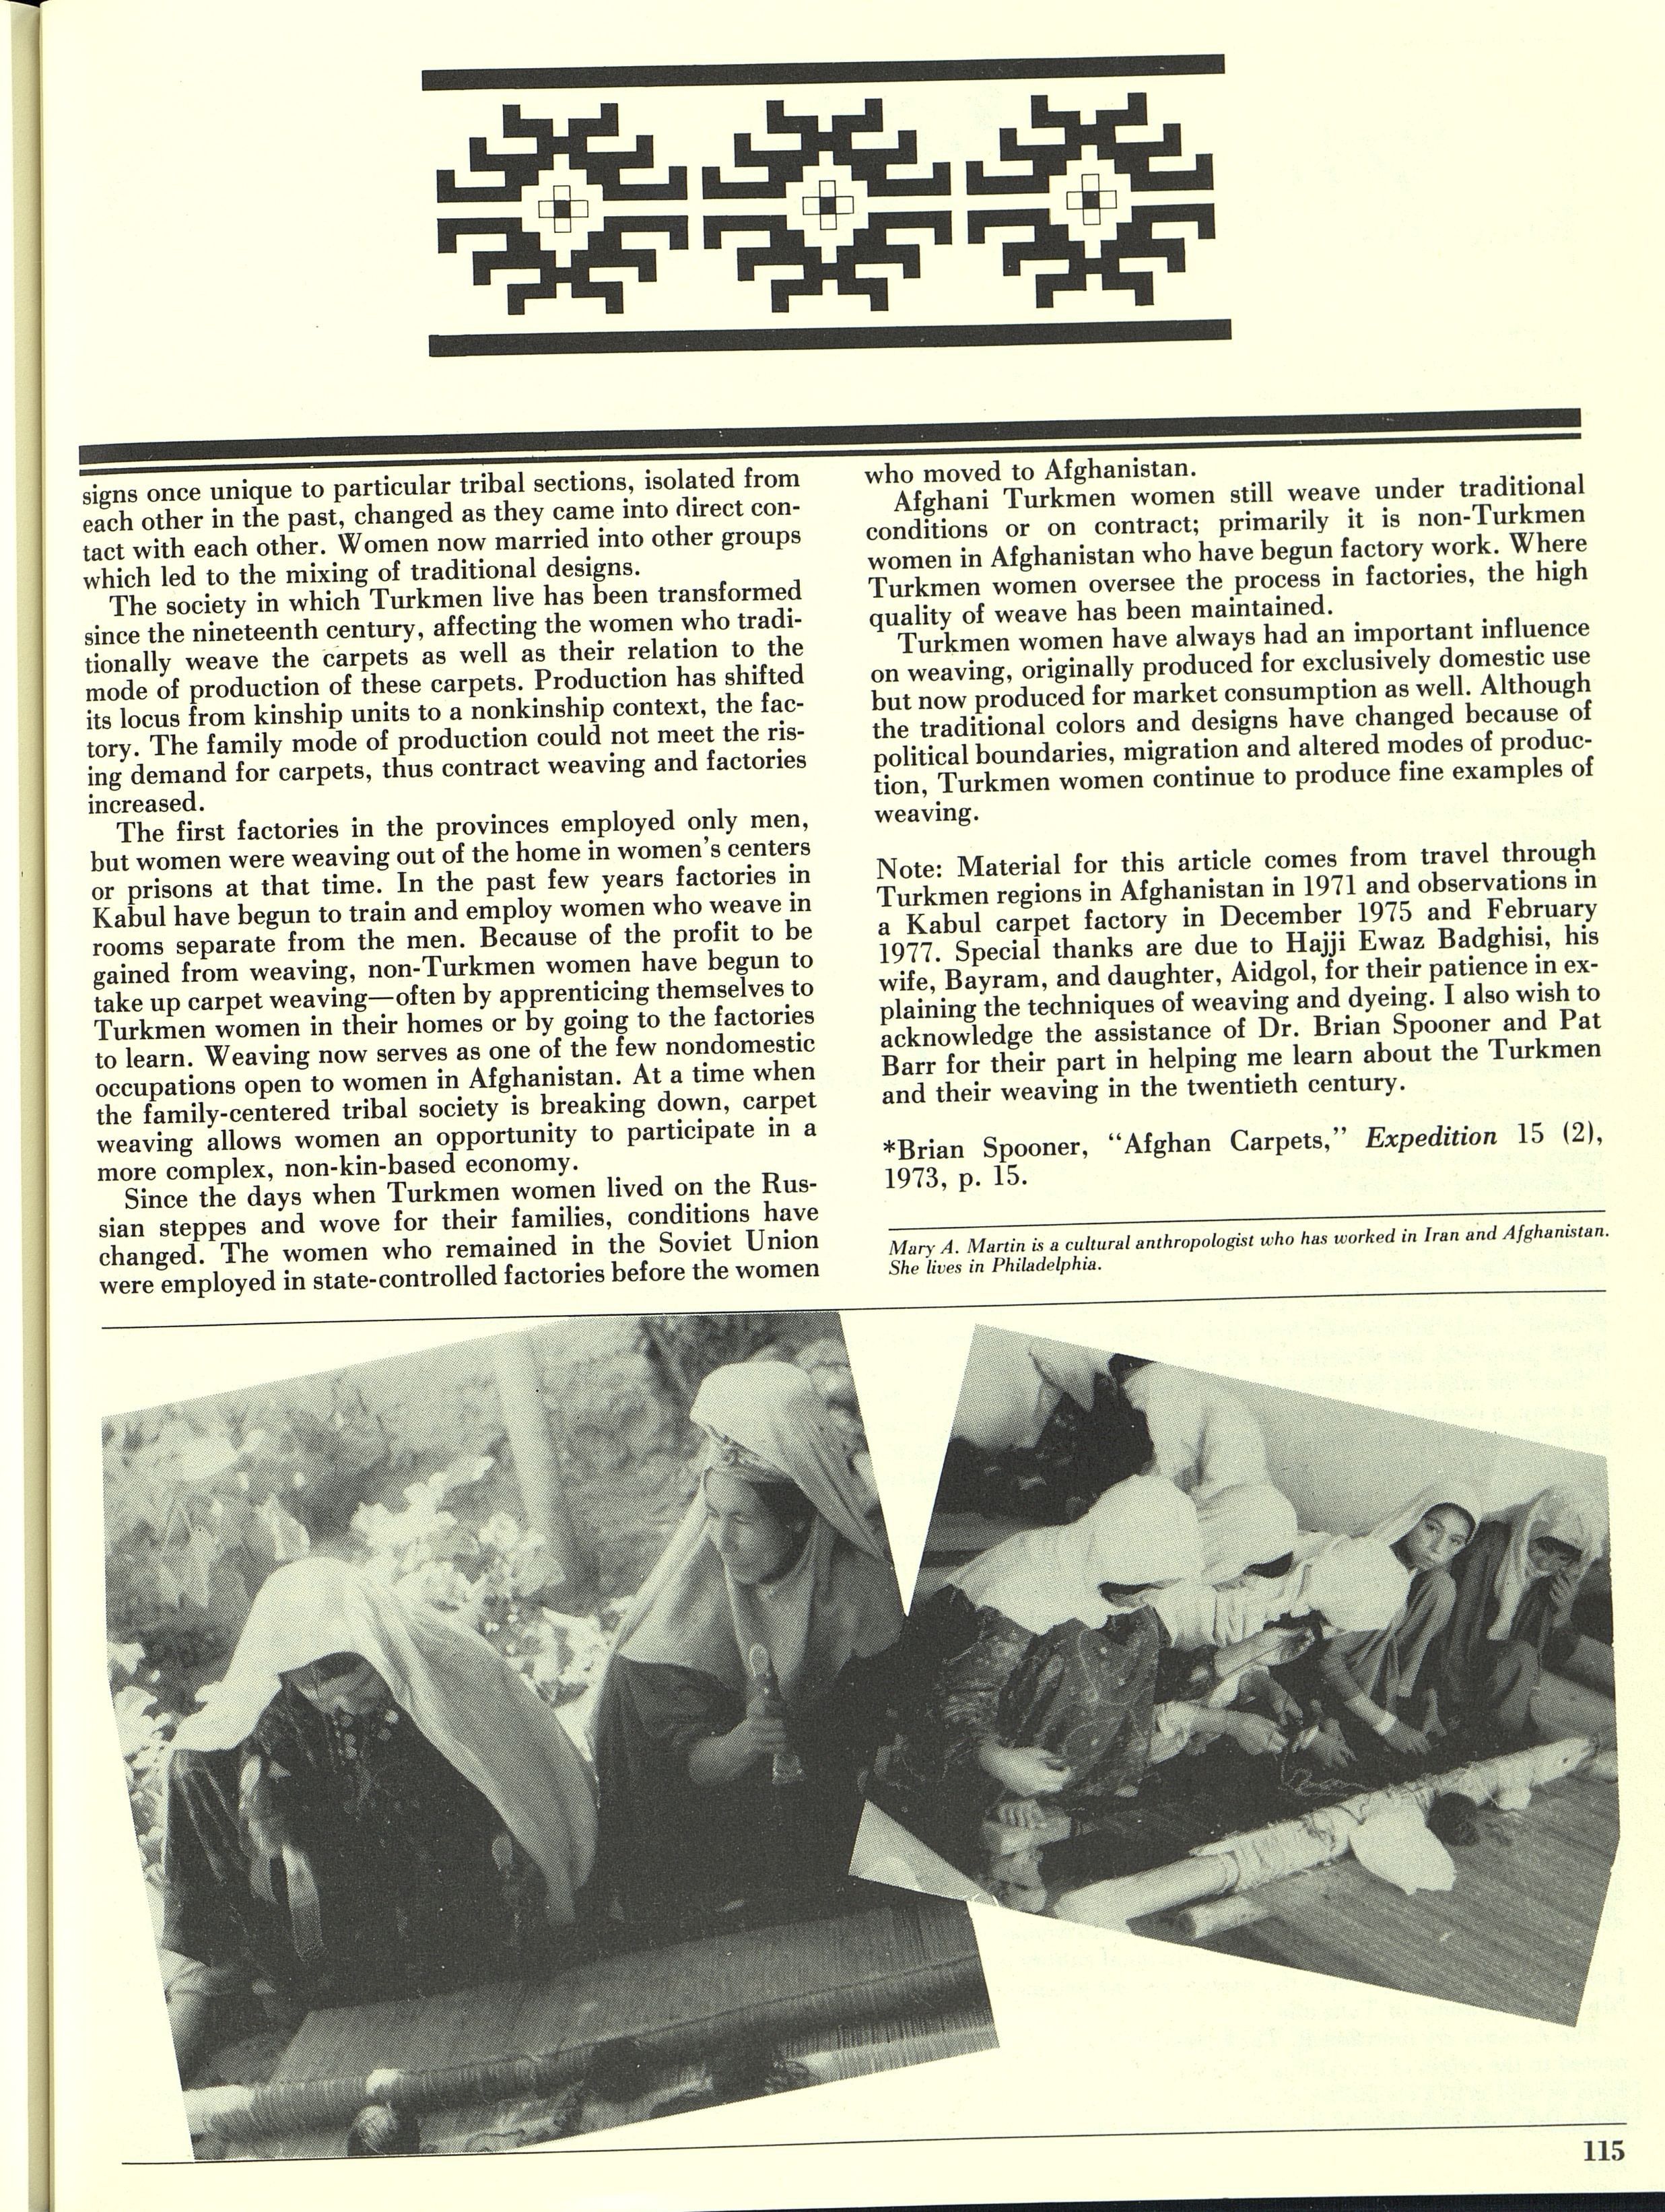 signs once unique to particular tribal sections, isolated from
each other in the past, changed as they came into direct con-
tact with each other. Women now married into other groups
which led to the mixing of traditional designs.
The society in which Turkmen live has been transformed
since the nineteenth century, affecting the women who tradi-
tionally weave the carpets as well as their relation to the
mode of production of these carpets. Production has shifted
its locus from kinship units to a nonkinship context, the fac-
tory. The family mode of production could not meet the ris-
ing demand for carpets, thus contract weaving and factories
increased.
The first factories in the provinces employed only men,
but women were weaving out of the home in women's centers
or prisons at that time. In the past few years factories in
Kabul have begun to train and employ women who weave in
rooms separate from the men. Because of the profit to be
gained from weaving, non-Turkmen women have begun to
take up carpet weaving—often by apprenticing themselves to
Turkmen women in their homes or by going to the factories
to learn. Weaving now serves as one of the few nondomestic
occupations open to women in Afghanistan. At a time when
the family-centered tribal society is breaking down, carpet
weaving allows women an opportunity to participate in a
more complex, non-kin-based economy.
Since the days when Turkmen women lived on the Rus-
sian steppes and wove for their families, conditions have
changed. The women who remained in the Soviet Union
were employed in state-controlled factories before the women
who moved to Afghanistan.
Afghani Turkmen women still weave under traditional
conditions or on contract; primarily it is non-Turkmen
women in Afghanistan who have begun factory work. Where
Turkmen women oversee the process in factories, the high
quality of weave has been maintained.
Turkmen women have always had an important influence
on weaving, originally produced for exclusively domestic use
but now produced for market consumption as well. Although
the traditional colors and designs have changed because of
political boundaries, migration and altered modes of produc-
tion, Turkmen women continue to produce fine examples of
weaving.
Note: Material for this article comes from travel through
Turkmen regions in Afghanistan in 1971 and observations in
a Kabul carpet factory in December 1975 and February
1977. Special thanks are due to Hajji Ewaz Badghisi, his
wife, Bayram, and daughter, Aidgol, for their patience in ex-
plaining the techniques of weaving and dyeing. I also wish to
acknowledge the assistance of Dr. Brian Spooner and Pat
Barr for their part in helping me learn about the Turkmen
and their weaving in the twentieth century.
*Brian Spooner, "Afghan Carpets," Expedition 15 (2),
1973, p. 15.
Mary A. Martin is a cultural anthropologist who has worked in Iran and Afghanistan.
She lives in Philadelphia.
115